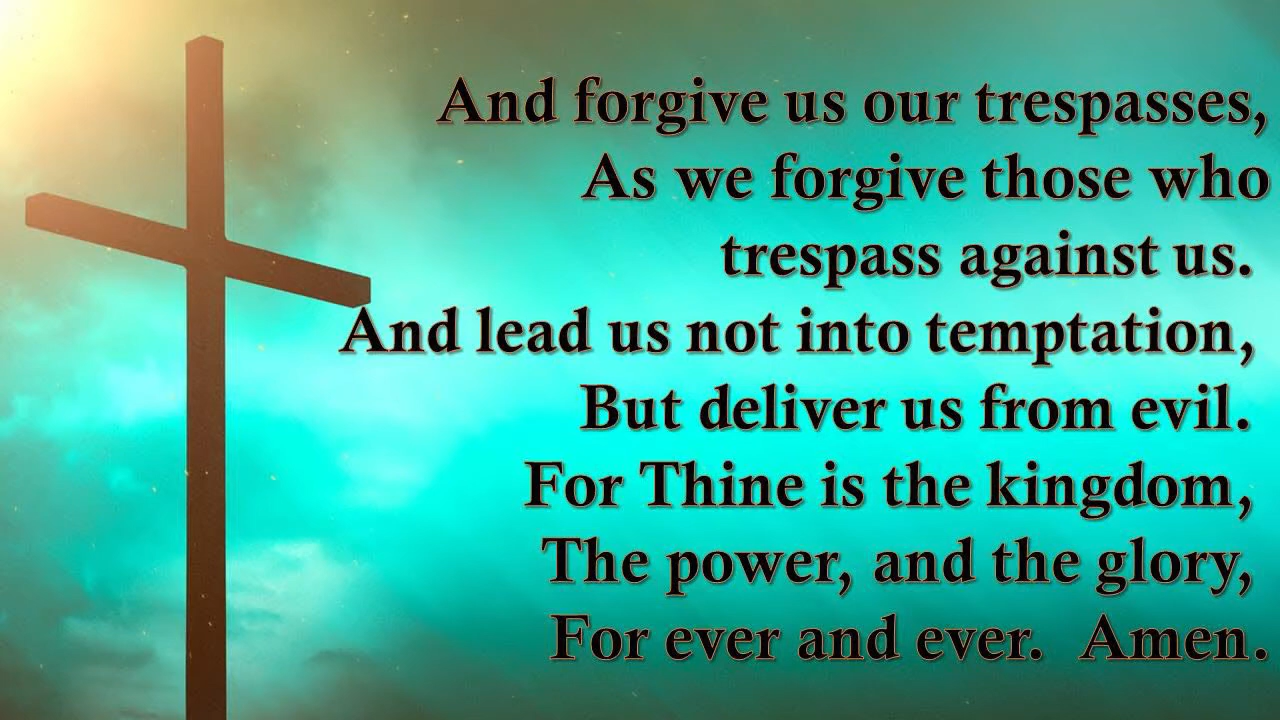 And forgive us our trespasses,
As we forgive those who
trespass against us.
And lead us not into temptation,
But deliver us from evil.
For Thine is the kingdom,
The power, and the glory,
For ever and ever.  Amen.